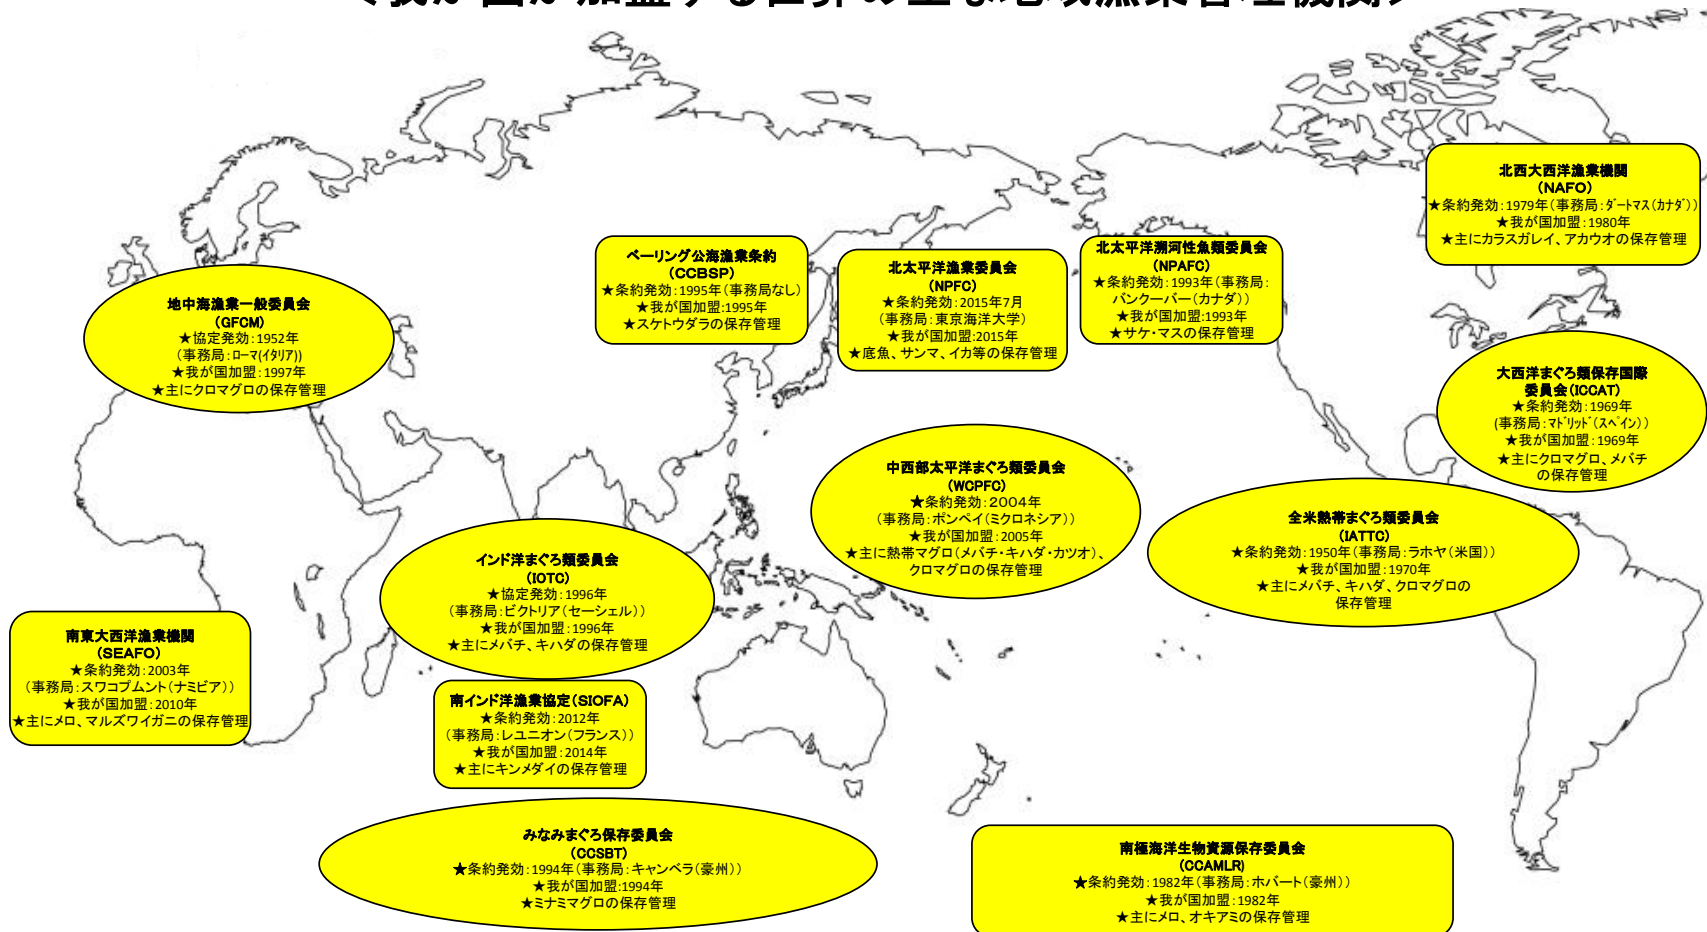 <我が国が加盟する世界の主な地域漁業管理機関>
北西大西洋漁業機関
(NAFO)
★条約発効:1979年(事務局:ダートマス(カナダ))
★我が国加盟:1980年
★主にカラスガレイ、アカウオの保存管理
ベーリング公海漁業条約
(CCBSP)
★条約発効:1995年(事務局なし)
★我が国加盟:1995年
★スケトウダラの保存管理
北太平洋漁業委員会
(NPFC)
★条約発効:2015年7月
(事務局:東京海洋大学)
★我が国加盟:2015年
★底魚、サンマ、イカ等の保存管理
北太平洋溯河性魚類委員会
(NPAFC)
★条約発効:1993年(事務局:
バンクーバー(カナダ))
★我が国加盟:1993年
★サケ・マスの保存管理
地中海漁業一般委員会
(GFCM)
★協定発効:1952年
(事務局:ローマ(イタリア))
★我が国加盟:1997年
★主にクロマグロの保存管理
大西洋まぐろ類保存国際
委員会(ICCAT)
★条約発効:1969年
(事務局:マドリッド(スペイン))
★我が国加盟:1969年
★主にクロマグロ、メバチ
の保存管理
中西部太平洋まぐろ類委員会
(WCPFC)
★条約発効:2004年
(事務局:ポンペイ(ミクロネシア))
★我が国加盟:2005年
★主に熱帯マグロ(メバチ・キハダ・カツオ)、
クロマグロの保存管理
全米熱帯まぐろ類委員会
(IATTC)
★条約発効:1950年(事務局:ラホヤ(米国))
★我が国加盟:1970年
★主にメバチ、キハダ、クロマグロの
保存管理
インド洋まぐろ類委員会
(IOTC)
★協定発効:1996年
(事務局:ビクトリア(セーシェル))
★我が国加盟:1996年
★主にメバチ、キハダの保存管理
南東大西洋漁業機関
(SEAFO)
★条約発効:2003年
(事務局:スワコプムント(ナミビア))
★我が国加盟:2010年
★主にメロ、マルズワイガニの保存管理
南インド洋漁業協定(SIOFA)
★条約発効:2012年
(事務局:レユニオン(フランス))
★我が国加盟:2014年
★主にキンメダイの保存管理
みなみまぐろ保存委員会
(CCSBT)
★条約発効:1994年(事務局:キャンベラ(豪州))
★我が国加盟:1994年
★ミナミマグロの保存管理
南極海洋生物資源保存委員会
(CCAMLR)
★条約発効:1982年(事務局:ホバート(豪州))
★我が国加盟:1982年
★主にメロ、オキアミの保存管理